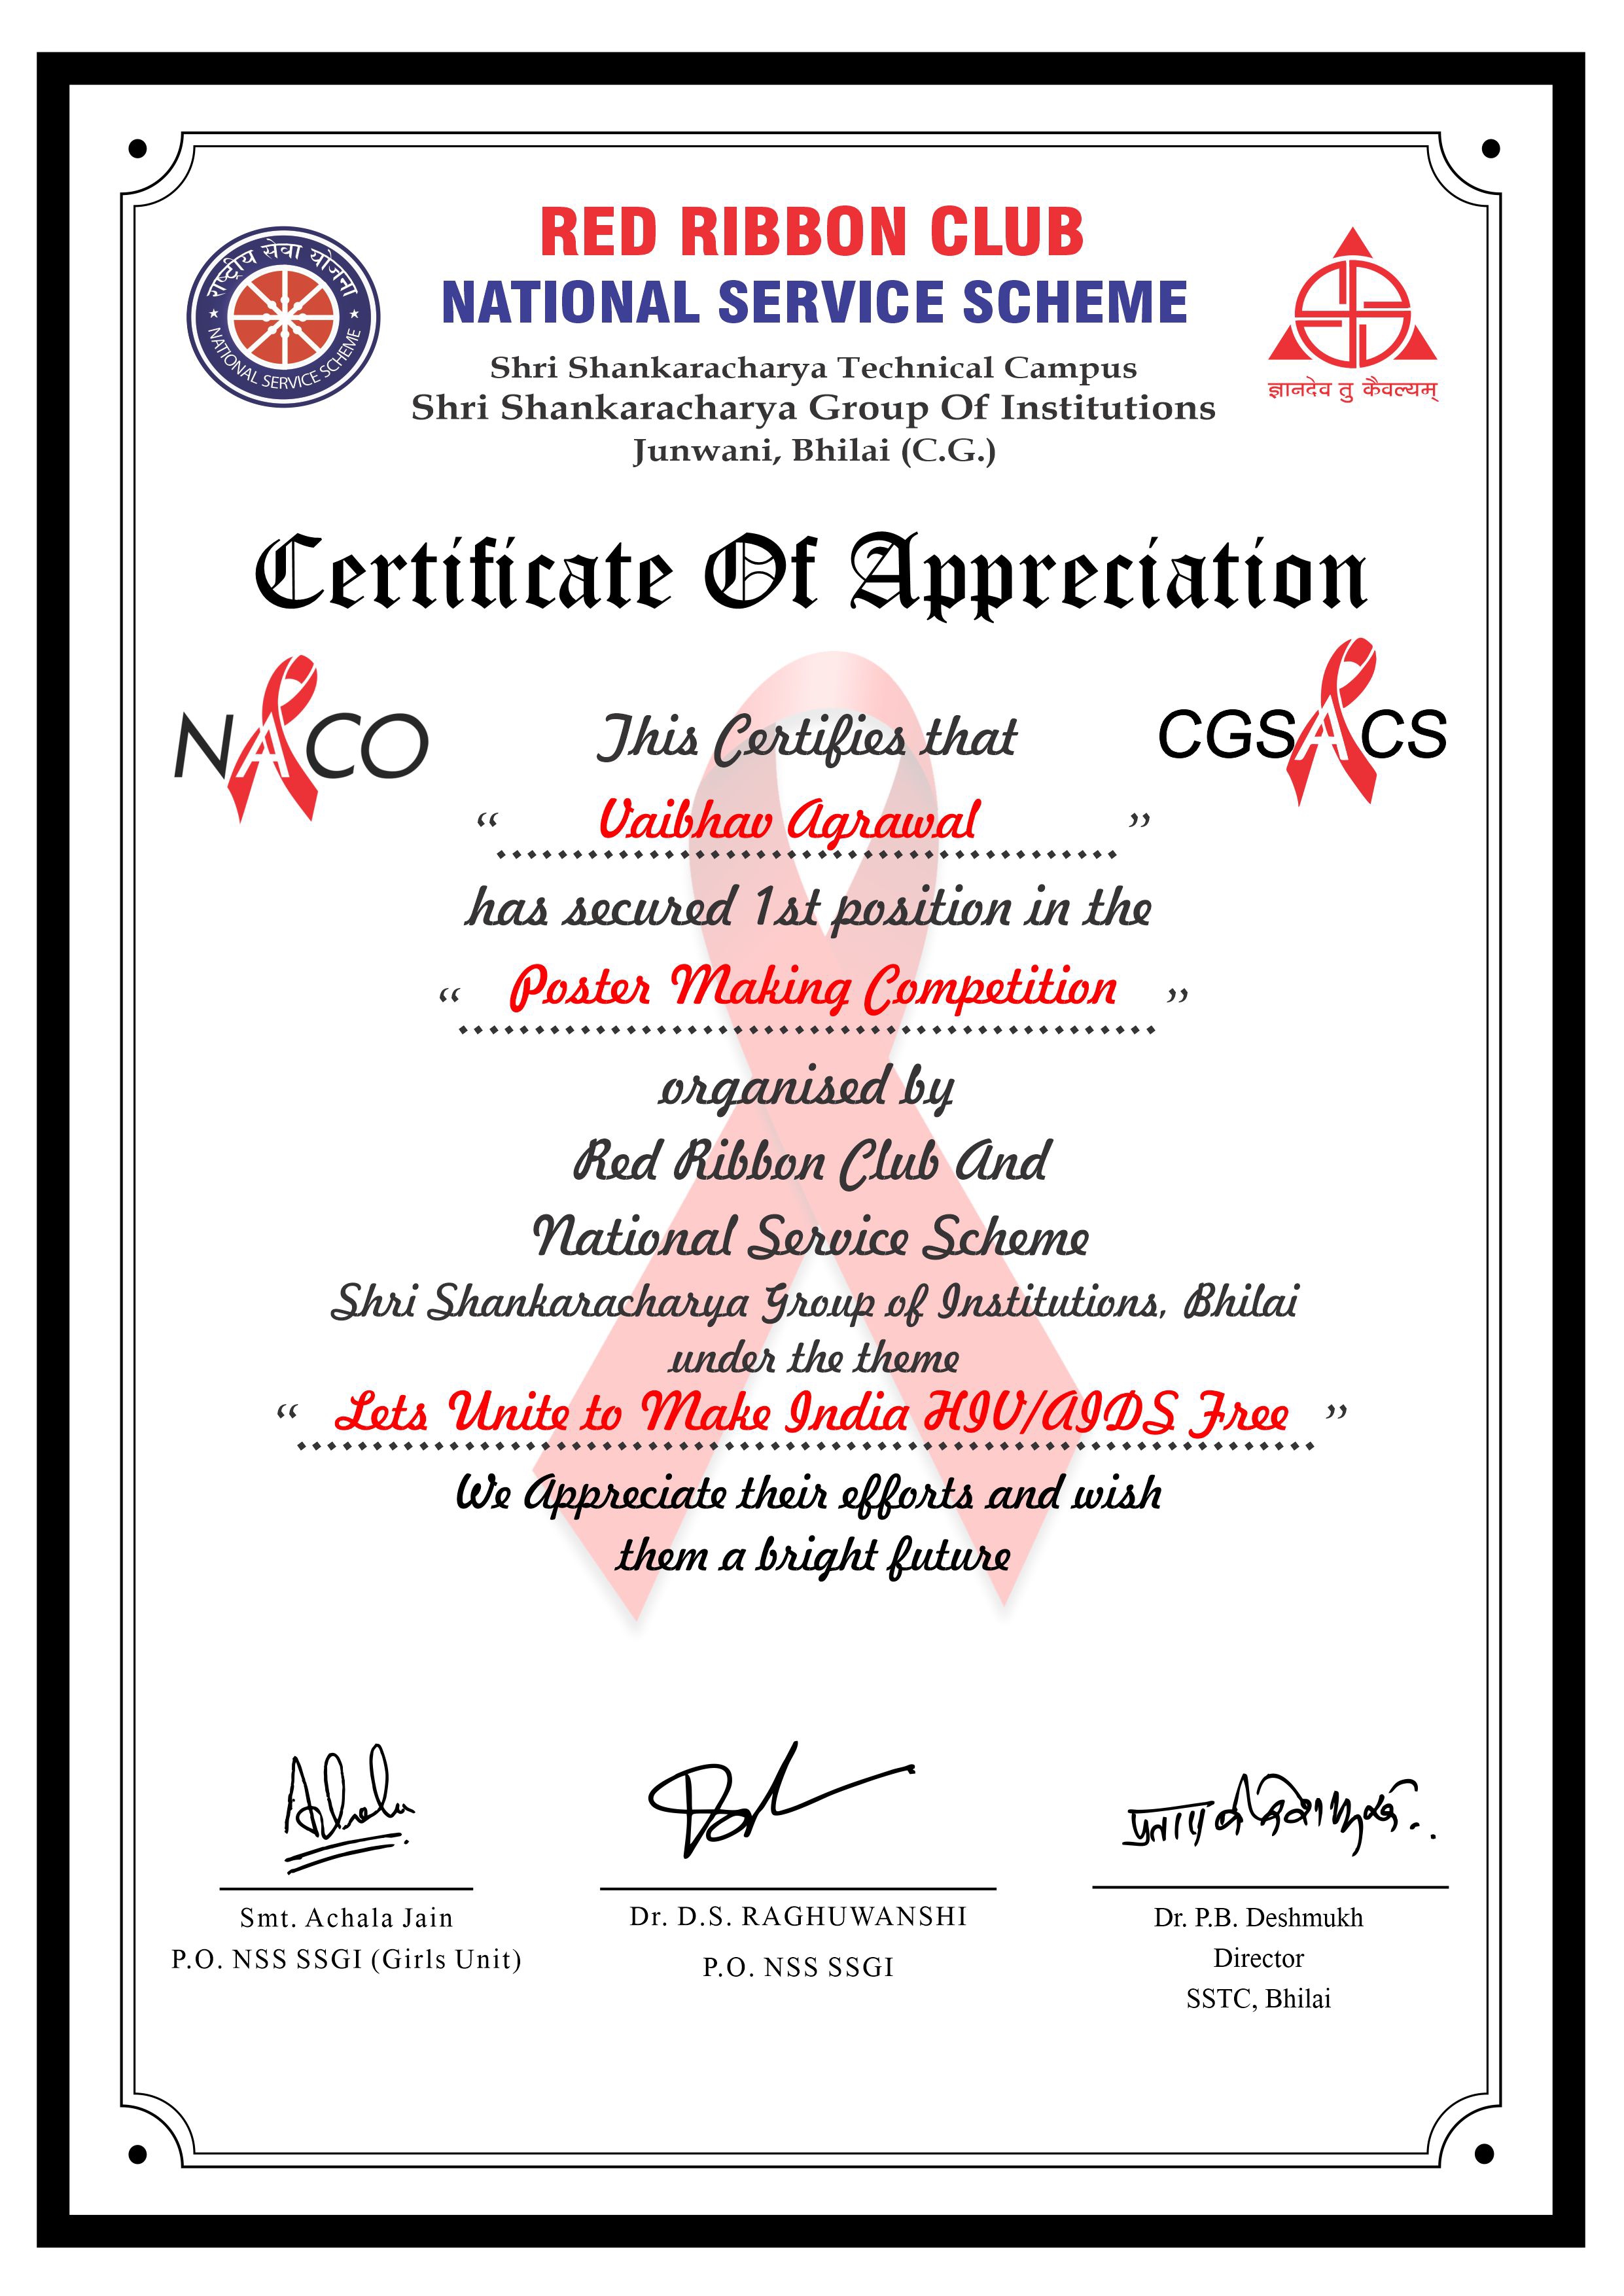 RED RIBBON CLUB
NATIONAL SERVICE SCHEME
राष्ट्रीय सेवा योजना
NATIONAL SERVICE SCHEME
Shri Shankaracharya Technical Campus
Shri Shankaracharya Group Of Institutions
Junwani, Bhilai (C.G.)
ज्ञानदेव तु कैवल्यम्
Certificate Of Appreciation
NACO
CGSACS
This Certifies that
“ Vaibhav Agrawal ”
has secured 1st position in the
“ Poster Making Competition ”
organised by
Red Ribbon Club And
National Service Scheme
Shri Shankaracharya Group of Institutions, Bhilai
under the theme
“ Lets Unite to Make India HIV/AIDS Free ”
We Appreciate their efforts and wish
them a bright future
Smt. Achala Jain
P.O. NSS SSGI (Girls Unit)
Dr. D.S. RAGHUWANSHI
P.O. NSS SSGI
Dr. P.B. Deshmukh
Director
SSTC, Bhilai